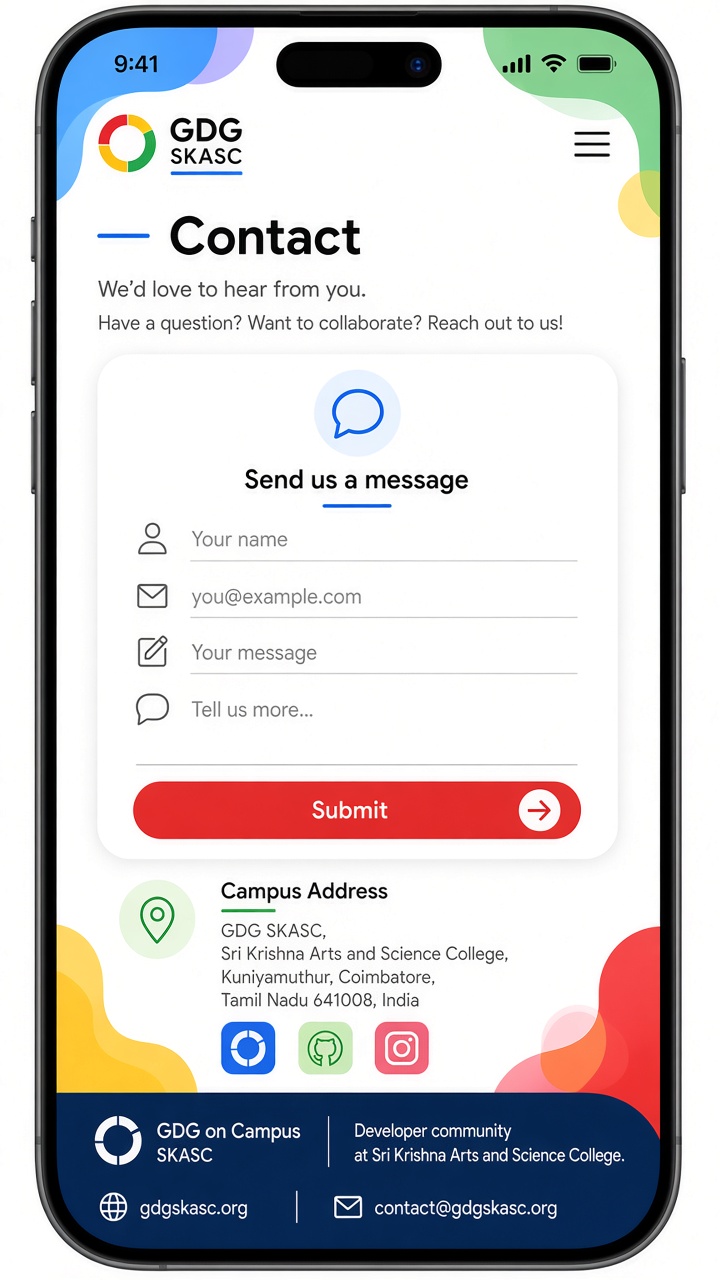 9:41
GDG
SKASC
Contact
We’d love to hear from you.
Have a question? Want to collaborate? Reach out to us!
Send us a message
Your name
you@example.com
Your message
Tell us more...
Submit
Campus Address
GDG SKASC,
Sri Krishna Arts and Science College,
Kuniyamuthur, Coimbatore,
Tamil Nadu 641008, India
GDG on Campus
SKASC
Developer community
at Sri Krishna Arts and Science College.
gdgskasc.org
contact@gdgskasc.org